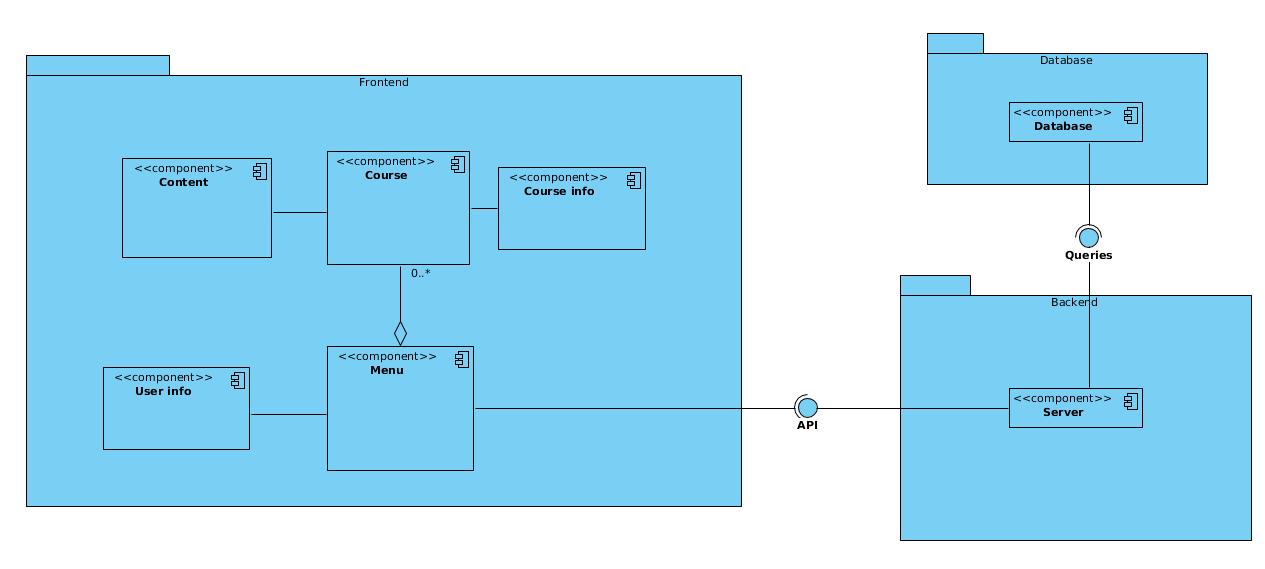 Frontend
<<component>>
Content
<<component>>
Course
<<component>>
Course info
0..*
<<component>>
User info
<<component>>
Menu
API
Database
<<component>>
Database
Queries
Backend
<<component>>
Server